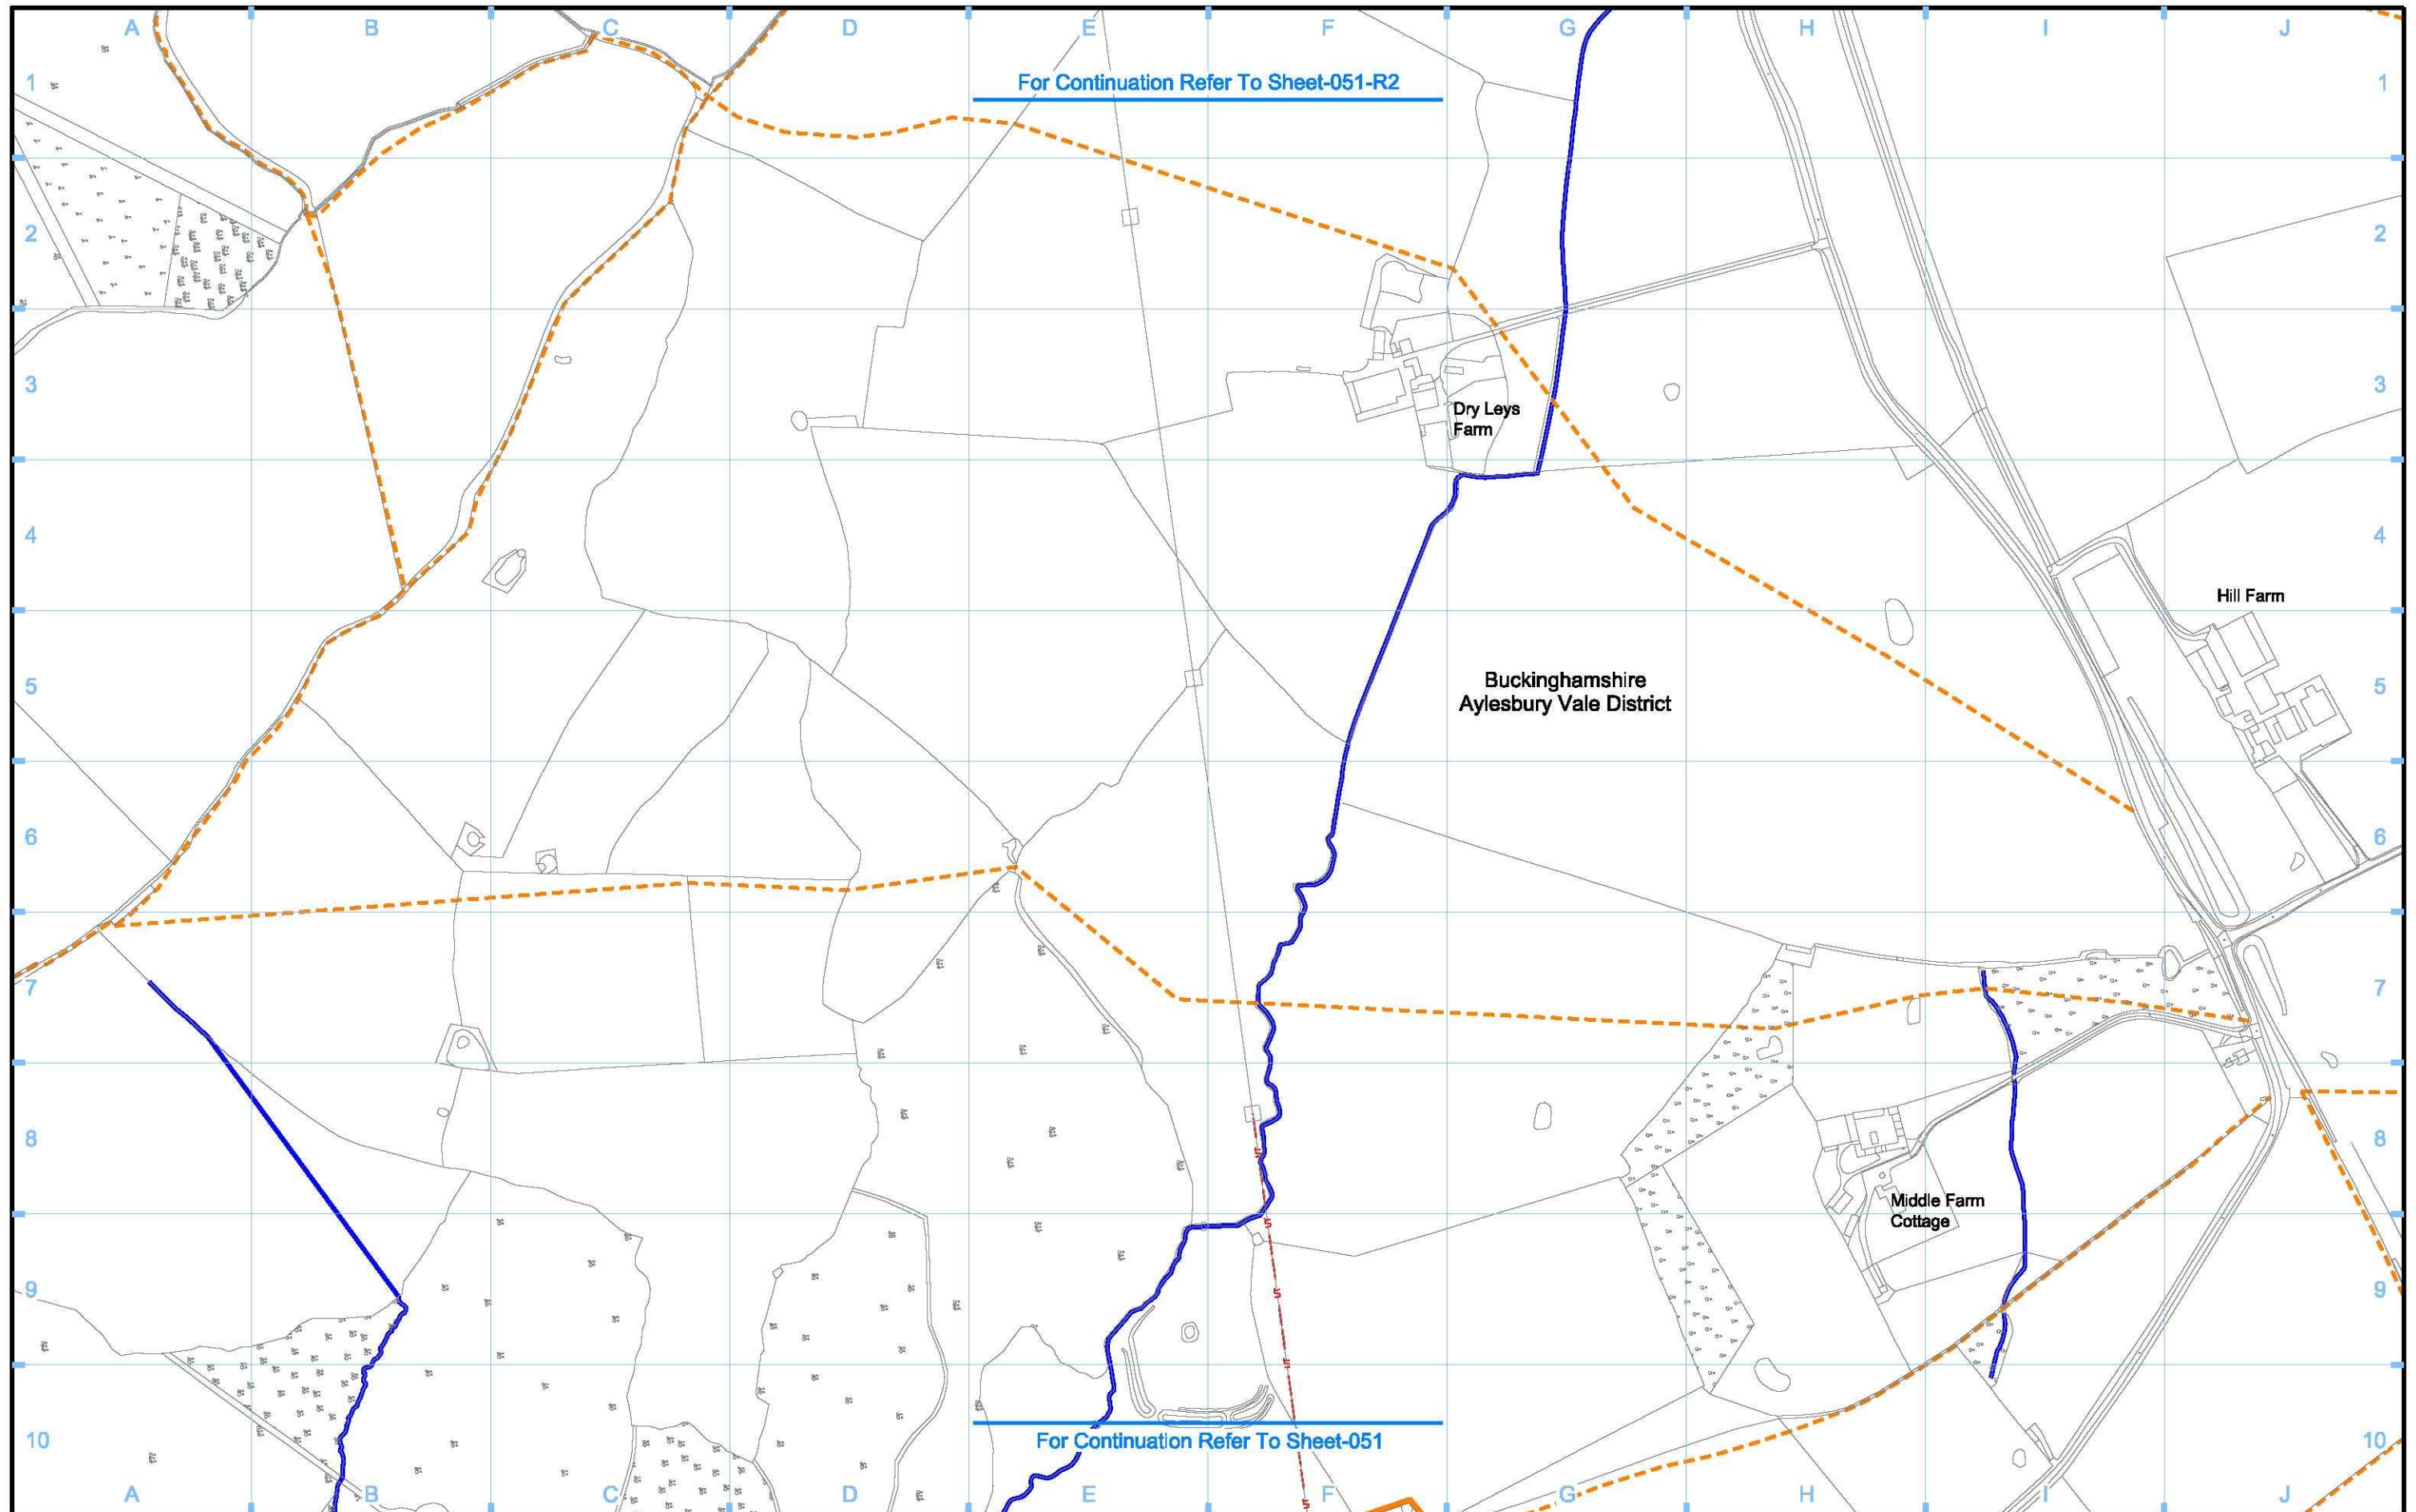 A B C D E F G H I J
For Continuation Refer To Sheet-051-R2
1 1
2 2
3 3
Dry Leys
Farm
4 4
Hill Farm
5 5
Buckinghamshire
Aylesbury Vale District
6 6
7 7
8 8
Middle Farm
Cottage
9 9
10 10
For Continuation Refer To Sheet-051
A B C D E F G H I J